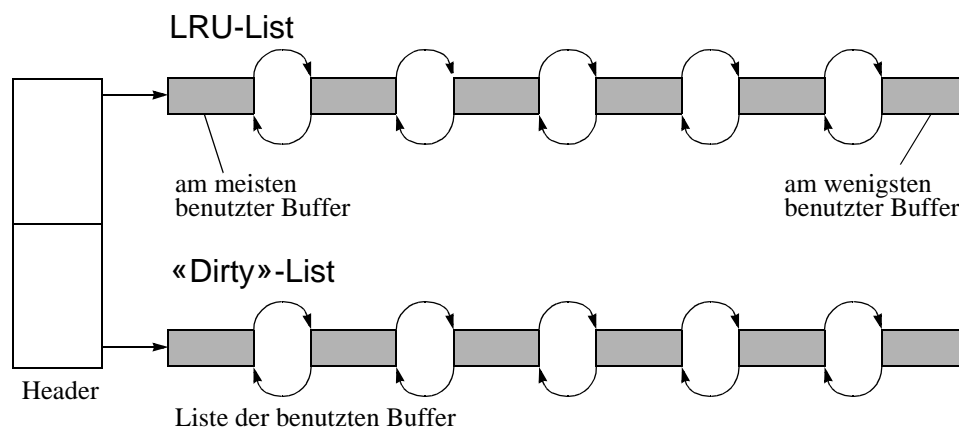 LRU-List
am meisten
benutzter Buffer
am wenigsten
benutzter Buffer
«Dirty»-List
Header
Liste der benutzten Buffer